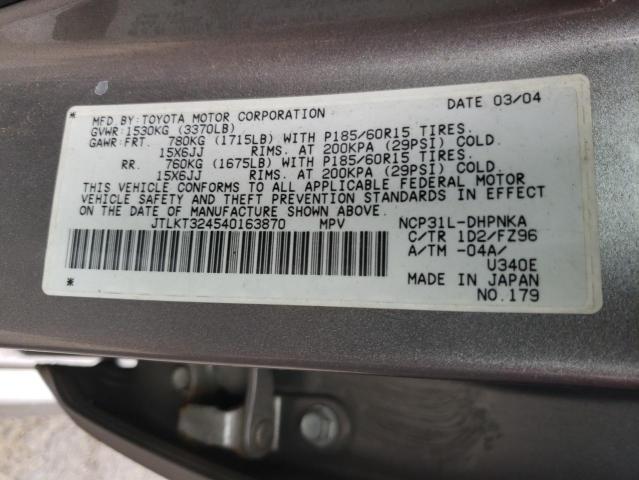 * MFD.BY:TOYOTA MOTOR CORPORATION DATE 03/04
GVWR:1530KG (3370LB)
GAWR:FRT. 780KG (1715LB) WITH P185/60R15 TIRES.
15X6JJ RIMS. AT 200KPA (29PSI) COLD.
RR. 760KG (1675LB) WITH P185/60R15 TIRES.
15X6JJ RIMS. AT 200KPA (29PSI) COLD.
THIS VEHICLE CONFORMS TO ALL APPLICABLE FEDERAL MOTOR
VEHICLE SAFETY AND THEFT PREVENTION STANDARDS IN EFFECT
ON THE DATE OF MANUFACTURE SHOWN ABOVE.
JTLKT324540163870 MPV NCP31L-DHPNKA
C/TR 1D2/FZ96
A/TM -04A/
U340E
* MADE IN JAPAN
NO.179